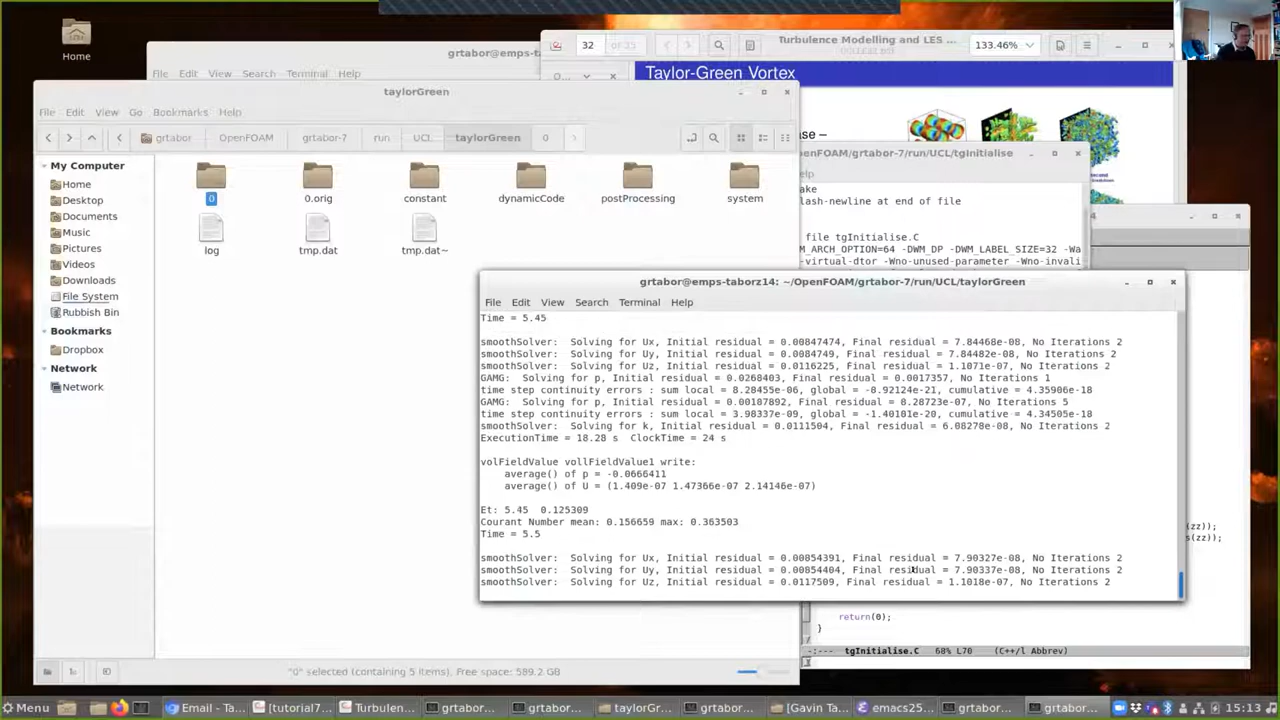 Home
grtabor@emps-
File Edit View Search Terminal Help
32 of 35
Turbulence Modelling and LES ...
133.46%
Taylor-Green Vortex
taylorGreen
File Edit View Go Bookmarks Help
grtabor OpenFOAM grtabor-7 run UCL taylorGreen 0
My Computer
Home
Desktop
Documents
Music
Pictures
Videos
Downloads
File System
Rubbish Bin
Bookmarks
Dropbox
Network
Network
0 0.orig constant dynamicCode postProcessing system
log tmp.dat tmp.dat~
"0" selected (containing 5 items), Free space: 589.2 GB
ase –
penFOAM/grtabor-7/run/UCL/tgInitialise
elp
ake
lash-newline at end of file
file tgInitialise.C
M_ARCH_OPTION=64 -DWM_DP -DWM_LABEL_SIZE=32 -Wa
-virtual-dtor -Wno-unused-parameter -Wno-invali
grtabor@emps-taborz14: ~/OpenFOAM/grtabor-7/run/UCL/taylorGreen
File Edit View Search Terminal Help
Time = 5.45
smoothSolver:  Solving for Ux, Initial residual = 0.00847474, Final residual = 7.84468e-08, No Iterations 2
smoothSolver:  Solving for Uy, Initial residual = 0.0084749, Final residual = 7.84482e-08, No Iterations 2
smoothSolver:  Solving for Uz, Initial residual = 0.0116225, Final residual = 1.1071e-07, No Iterations 2
GAMG:  Solving for p, Initial residual = 0.0268403, Final residual = 0.0017357, No Iterations 1
time step continuity errors : sum local = 8.28455e-06, global = -8.92124e-21, cumulative = 4.35906e-18
GAMG:  Solving for p, Initial residual = 0.00187892, Final residual = 8.28723e-07, No Iterations 5
time step continuity errors : sum local = 3.98337e-09, global = -1.40181e-20, cumulative = 4.34505e-18
smoothSolver:  Solving for k, Initial residual = 0.0111504, Final residual = 6.08270e-08, No Iterations 2
ExecutionTime = 18.28 s  ClockTime = 24 s
volFieldValue vollFieldValue1 write:
average() of p = -0.0666411
average() of U = (1.409e-07 1.47366e-07 2.14146e-07)
Et: 5.45  0.125309
Courant Number mean: 0.156659 max: 0.363503
Time = 5.5
smoothSolver:  Solving for Ux, Initial residual = 0.00854391, Final residual = 7.90327e-08, No Iterations 2
smoothSolver:  Solving for Uy, Initial residual = 0.00854404, Final residual = 7.90337e-08, No Iterations 2
smoothSolver:  Solving for Uz, Initial residual = 0.0117509, Final residual = 1.1018e-07, No Iterations 2
(zz));
s(zz));
return(0);
}
-:--- tgInitialise.C 68% L70 (C++/l Abbrev)
Menu Email - Ta... [tutorial7... Turbulen... grtabor... grtabor... taylorGr... grtabor... [Gavin Ta... emacs25... grtabor... grtabor... 15:13